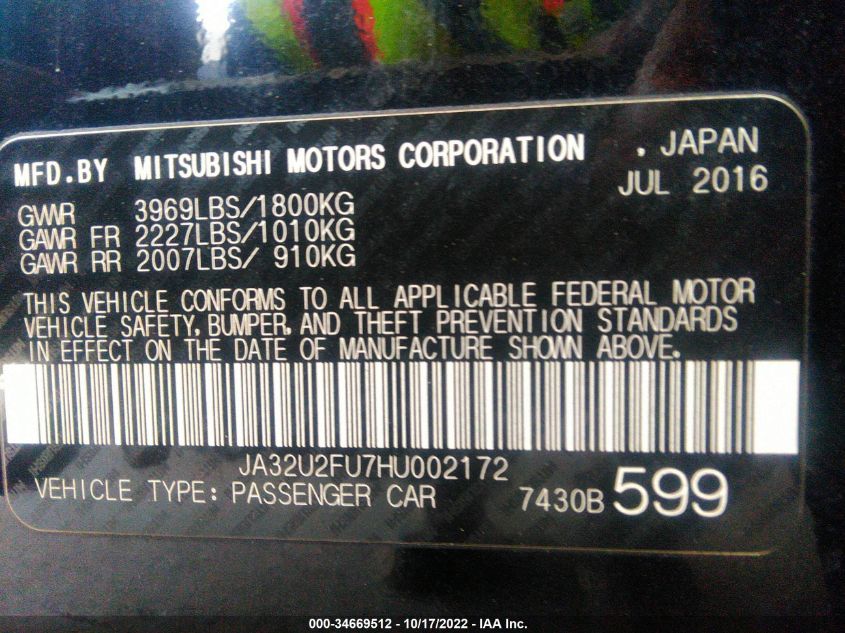 MFD.BY MITSUBISHI MOTORS CORPORATION , JAPAN
JUL 2016
GVWR 3969LBS/1800KG
GAWR FR 2227LBS/1010KG
GAWR RR 2007LBS/ 910KG
THIS VEHICLE CONFORMS TO ALL APPLICABLE FEDERAL MOTOR
VEHICLE SAFETY, BUMPER, AND THEFT PREVENTION STANDARDS
IN EFFECT ON THE DATE OF MANUFACTURE SHOWN ABOVE.
JA32U2FU7HU002172
VEHICLE TYPE: PASSENGER CAR 7430B 599
000-34669512 - 10/17/2022 - IAA Inc.